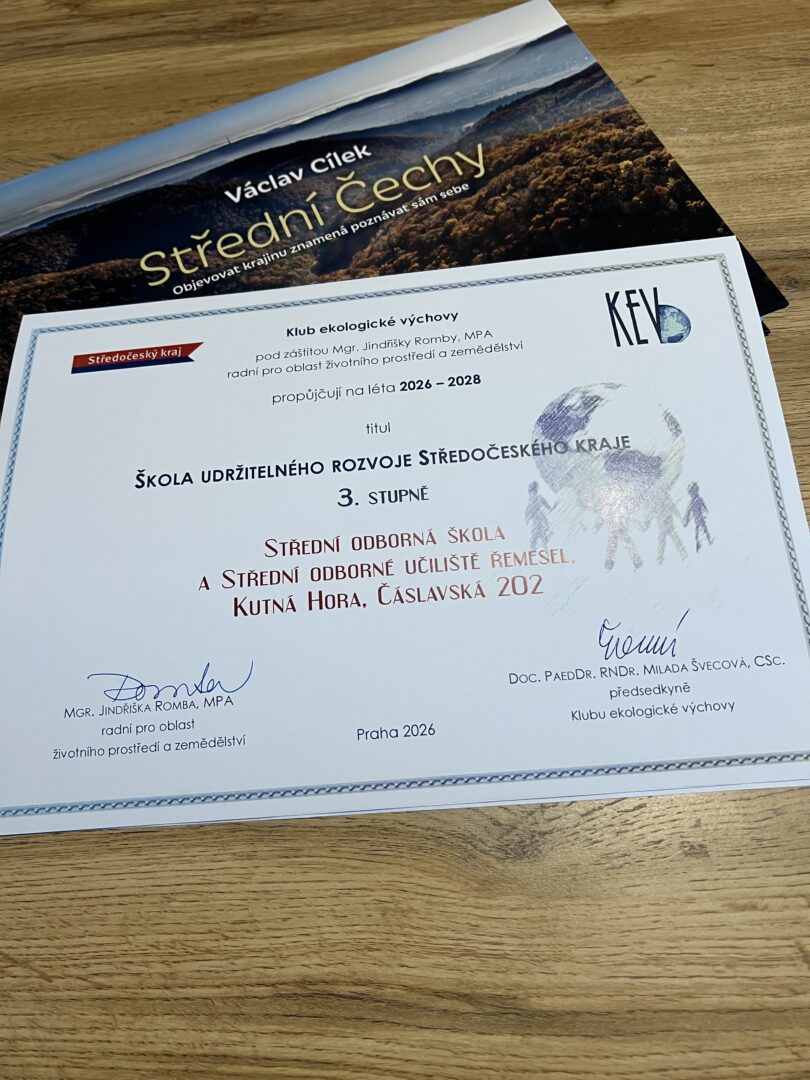 Václav Cílek
Střední Čechy
Objevovat krajinu znamená poznávat sám sebe
Středočeský kraj
KEV
Klub ekologické výchovy
pod záštitou Mgr. Jindřišky Romby, MPA
radní pro oblast životního prostředí a zemědělství
propůjčují na léta 2026 – 2028
titul
Škola udržitelného rozvoje Středočeského kraje
3. stupně
Střední odborná škola
a Střední odborné učiliště řemesel,
Kutná Hora, Čáslavská 202
Mgr. Jindřiška Romba, MPA
radní pro oblast
životního prostředí a zemědělství
Praha 2026
Doc. PaedDr. RNDr. Milada Švecová, CSc.
předsedkyně
Klubu ekologické výchovy